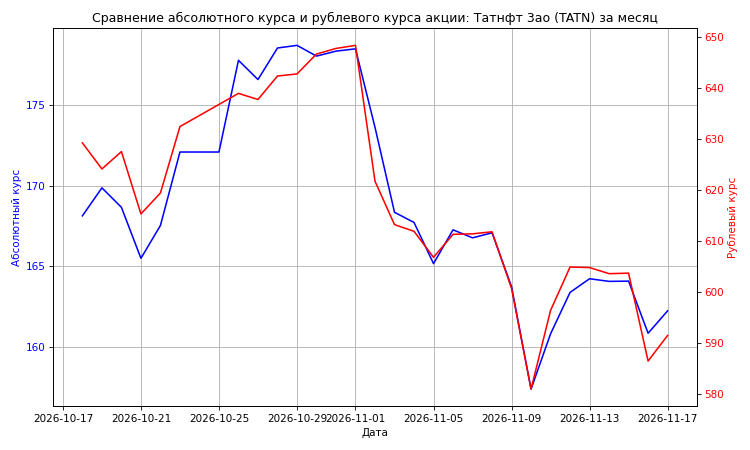 Сравнение абсолютного курса и рублевого курса акции: Татнфт 3ао (TATN) за месяц
Абсолютный курс
175
170
165
160
650
640
630
620
610
600
590
580
Рублевый курс
2026-10-17 2026-10-21 2026-10-25 2026-10-29 2026-11-01 2026-11-05 2026-11-09 2026-11-13 2026-11-17
Дата